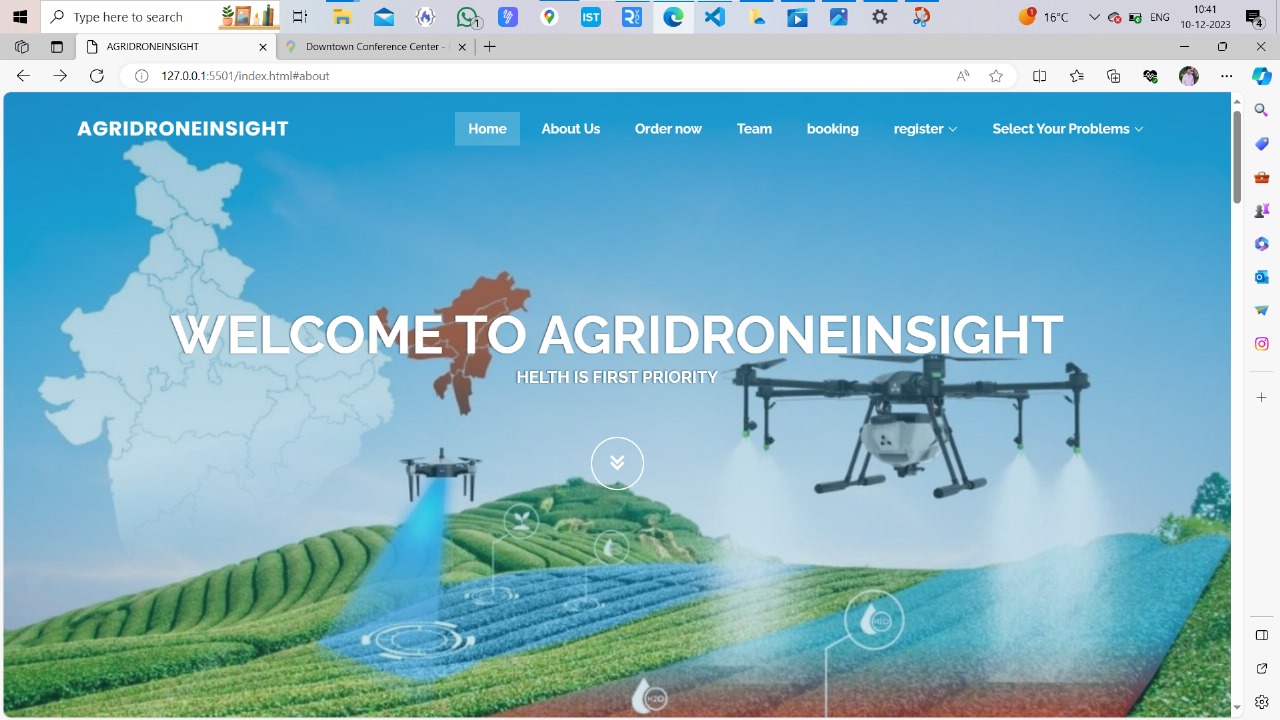 Type here to search
1
IST
1
16°C
ENG
10:41
10-12-2023
4
AGRIDRONEINSIGHT
Downtown Conference Center -
127.0.0.1:5501/index.html#about
AGRIDRONEINSIGHT
Home
About Us
Order now
Team
booking
register
Select Your Problems
WELCOME TO AGRIDRONEINSIGHT
HELTH IS FIRST PRIORITY
H2O
H2O